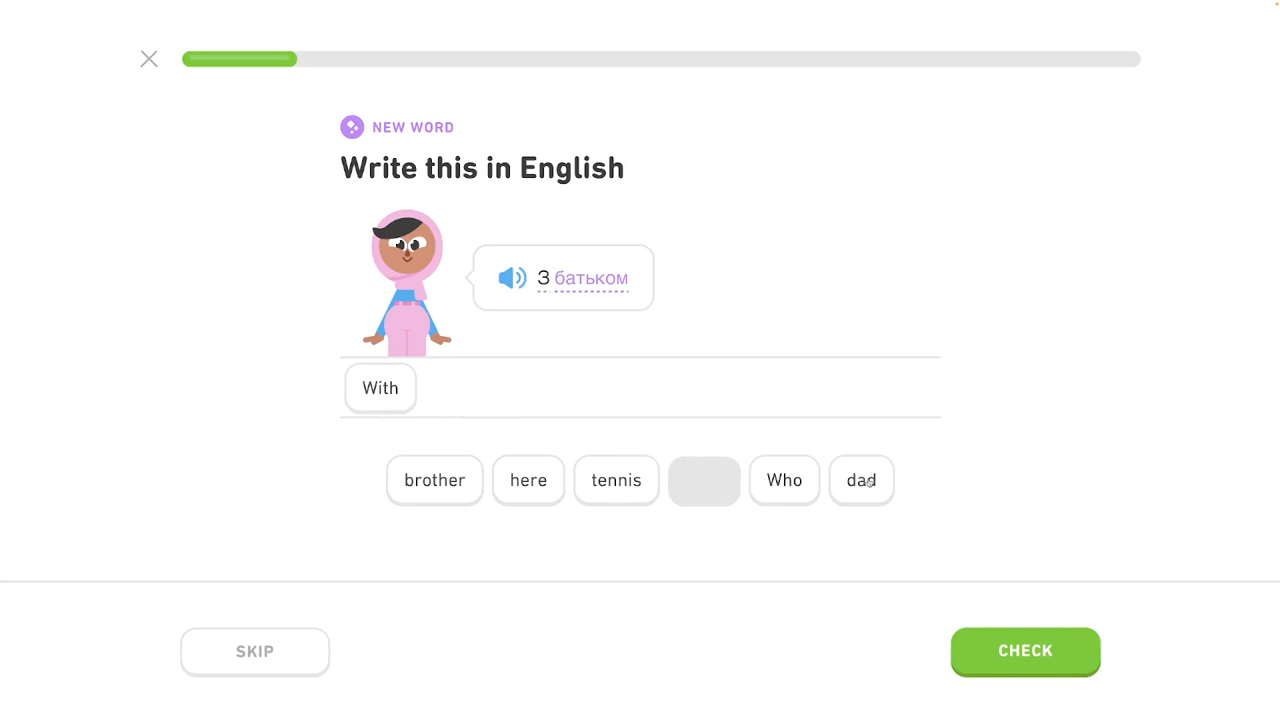 NEW WORD
Write this in English
З батьком
With
brother here tennis Who dad
SKIP CHECK